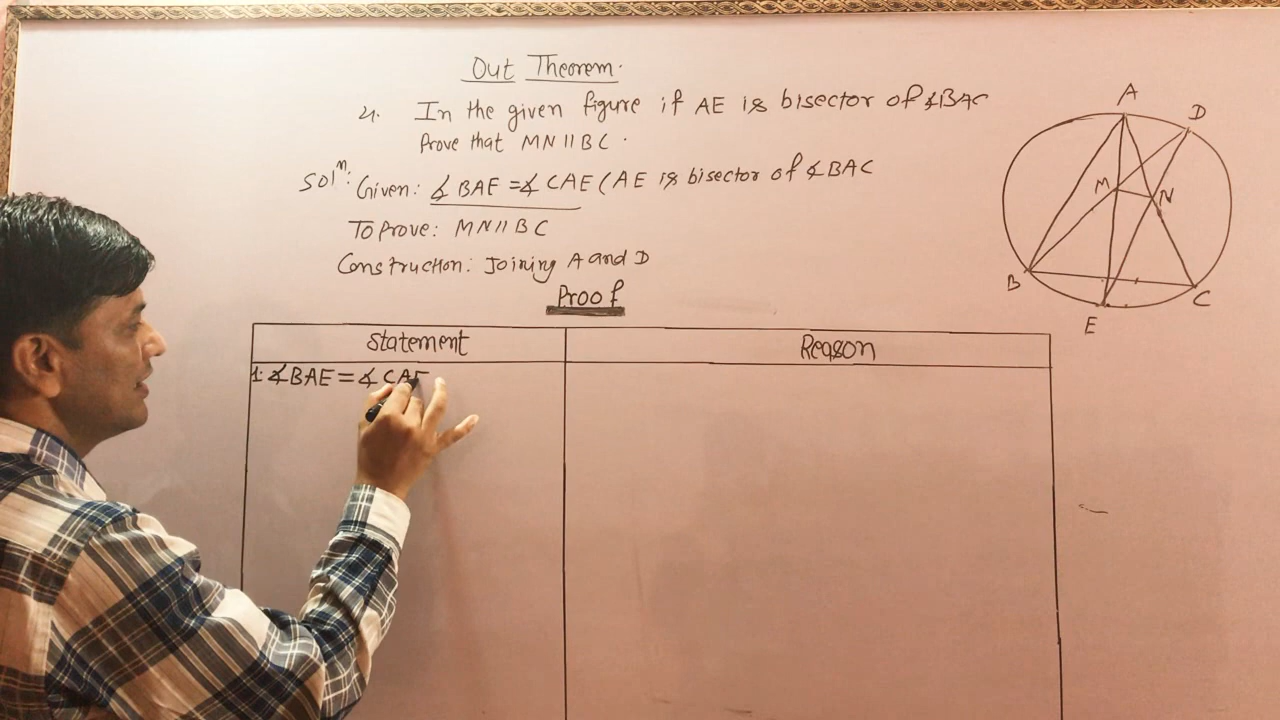 Out Theorem.
4. In the given figure if AE is bisector of ∡BAC
Prove that MN || BC.
Solⁿ: Given: ∡BAE = ∡CAE (AE is bisector of ∡BAC
To Prove: MN || BC
Construction: Joining A and D
Proof
Statement Reason
1. ∡BAE = ∡CAE
A
D
M
N
B
C
E